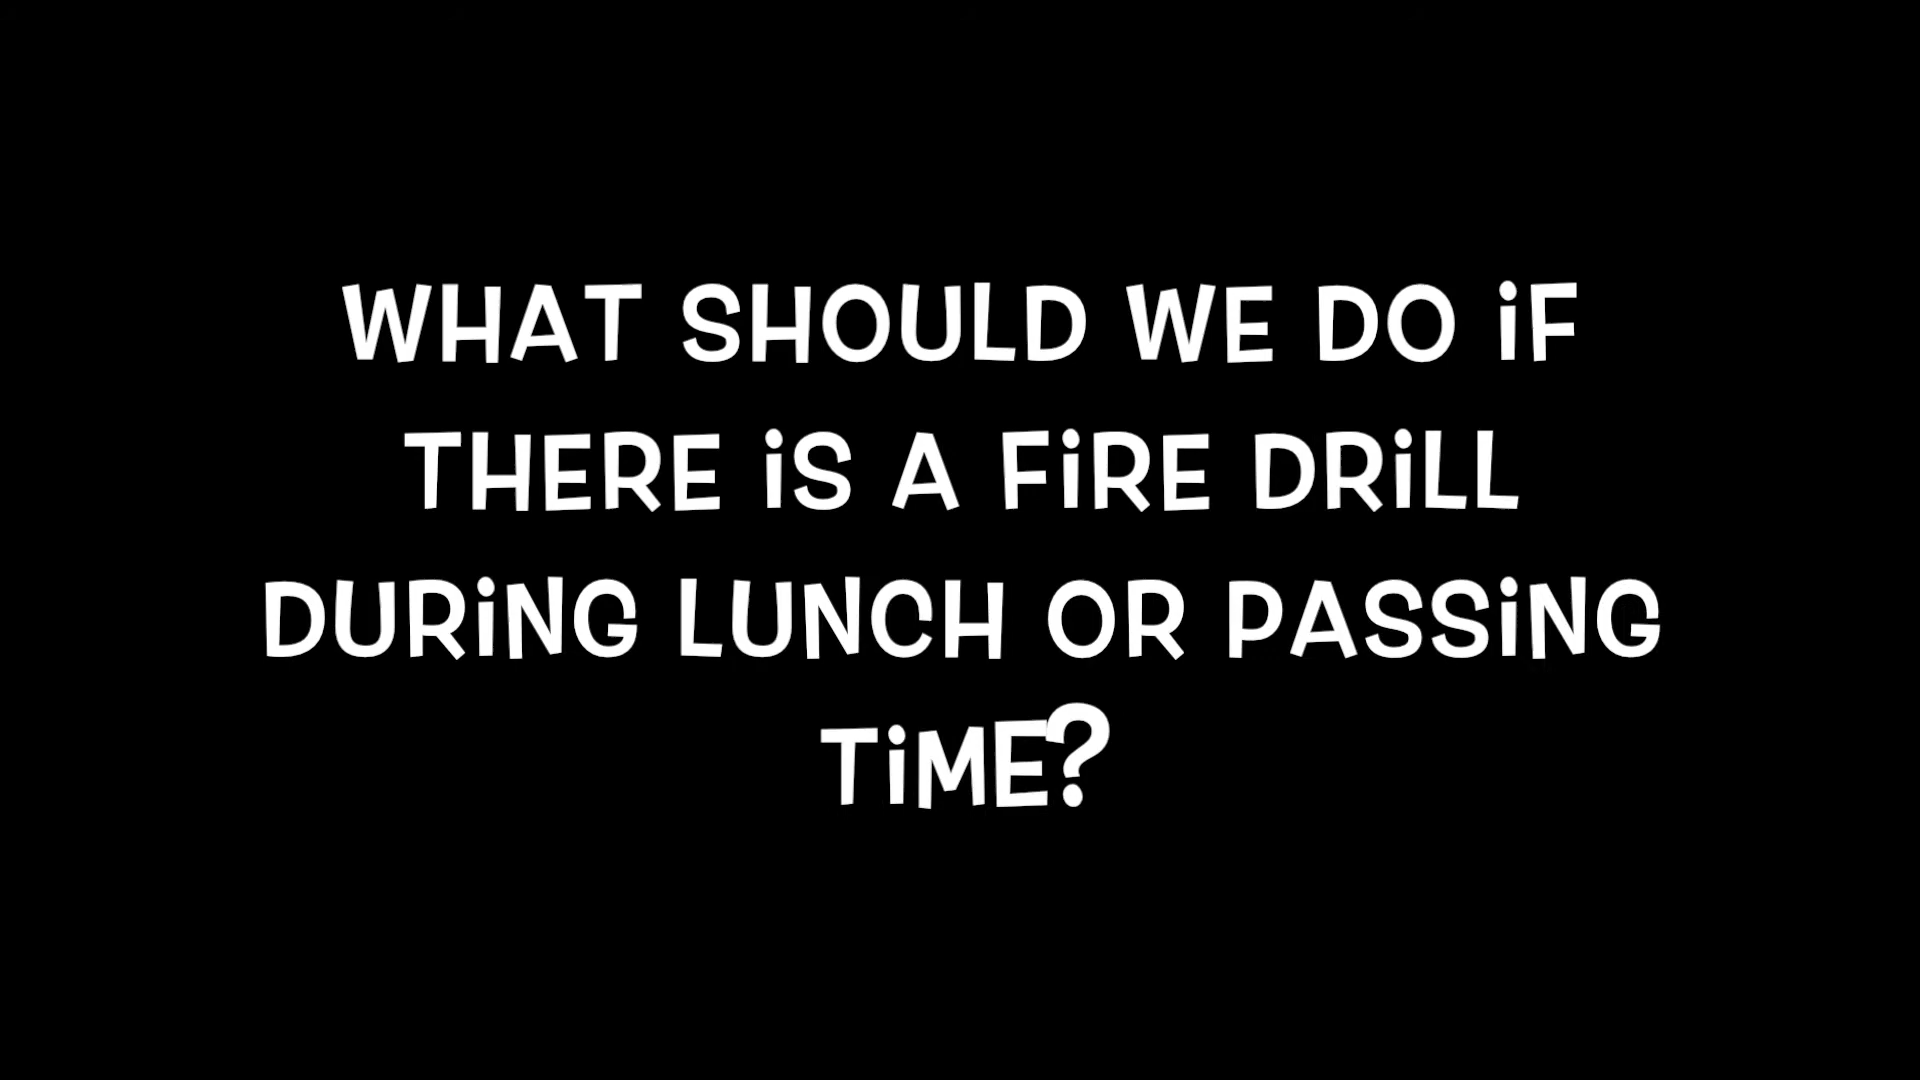 WHAT SHOULD WE DO iF
THERE iS A FiRE DRiLL
DURiNG LUNCH OR PASSiNG
TiME?